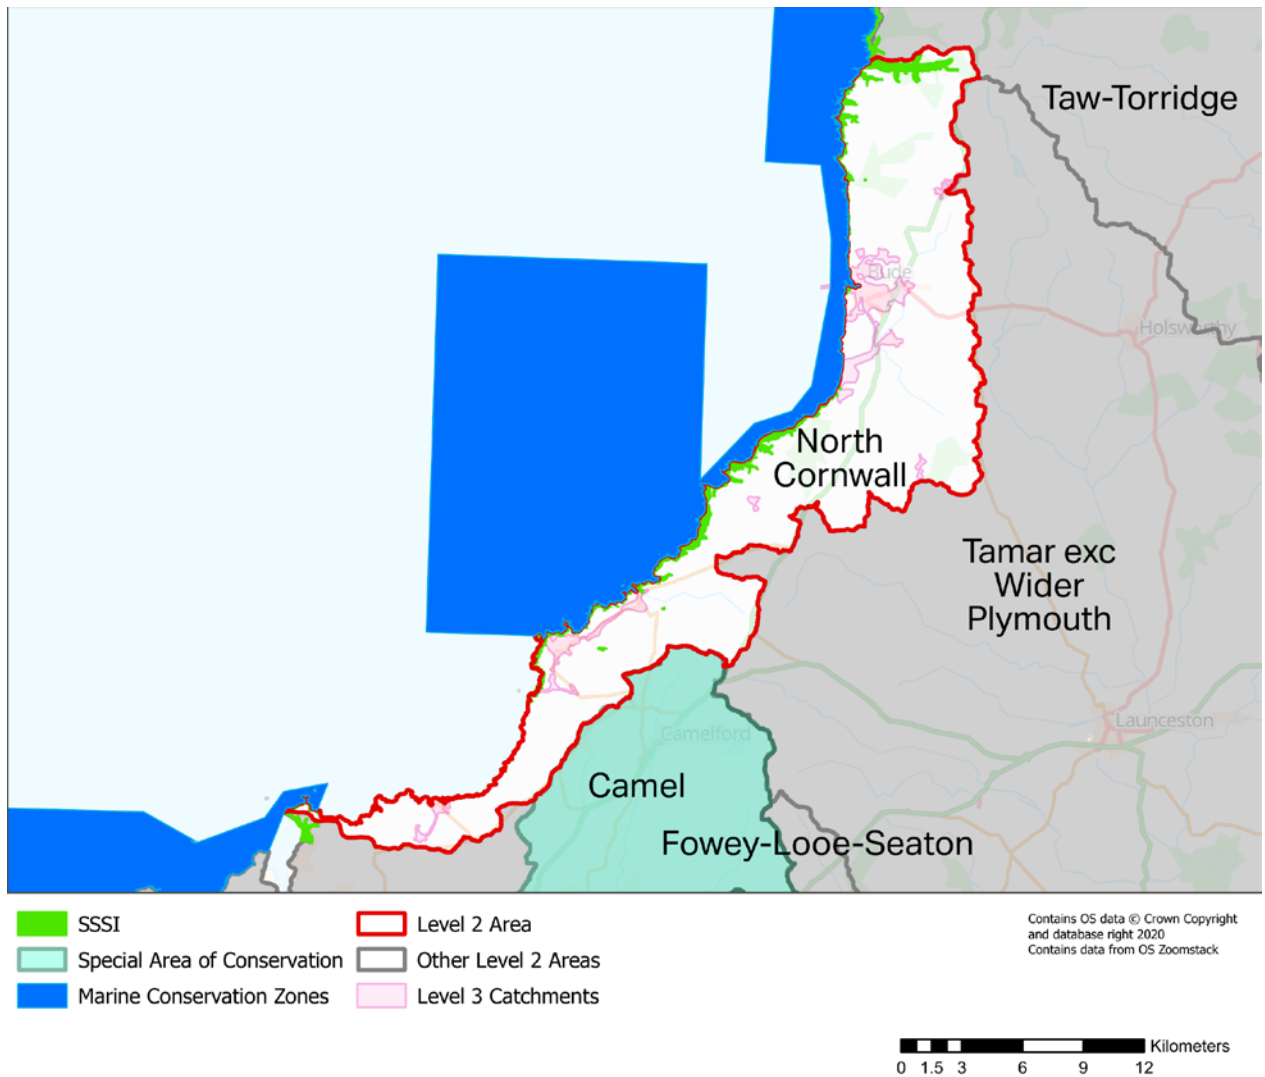 Taw-Torridge
Bude
Holsworthy
North
Cornwall
Tamar exc
Wider
Plymouth
Launceston
Camelford
Camel
Fowey-Looe-Seaton
SSSI
Special Area of Conservation
Marine Conservation Zones
Level 2 Area
Other Level 2 Areas
Level 3 Catchments
Contains OS data © Crown Copyright
and database right 2020
Contains data from OS Zoomstack
Kilometers
0 1.5 3 6 9 12